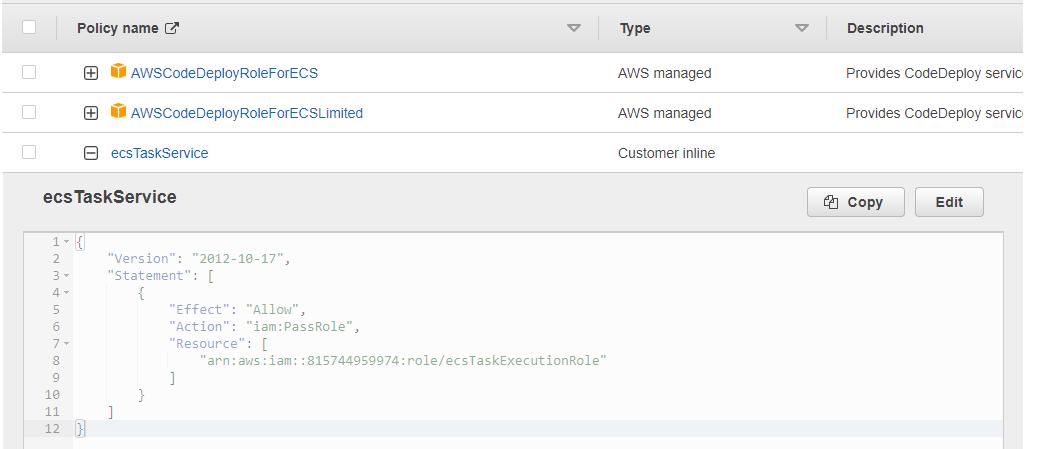 Policy name Type Description
AWSCodeDeployRoleForECS AWS managed Provides CodeDeploy
AWSCodeDeployRoleForECSLimited AWS managed Provides CodeDeploy
ecsTaskService Customer inline
ecsTaskService Copy Edit
1 {
2 "Version": "2012-10-17",
3 "Statement": [
4 {
5 "Effect": "Allow",
6 "Action": "iam:PassRole",
7 "Resource": [
8 "arn:aws:iam::815744959974:role/ecsTaskExecutionRole"
9 ]
10 }
11 ]
12 }